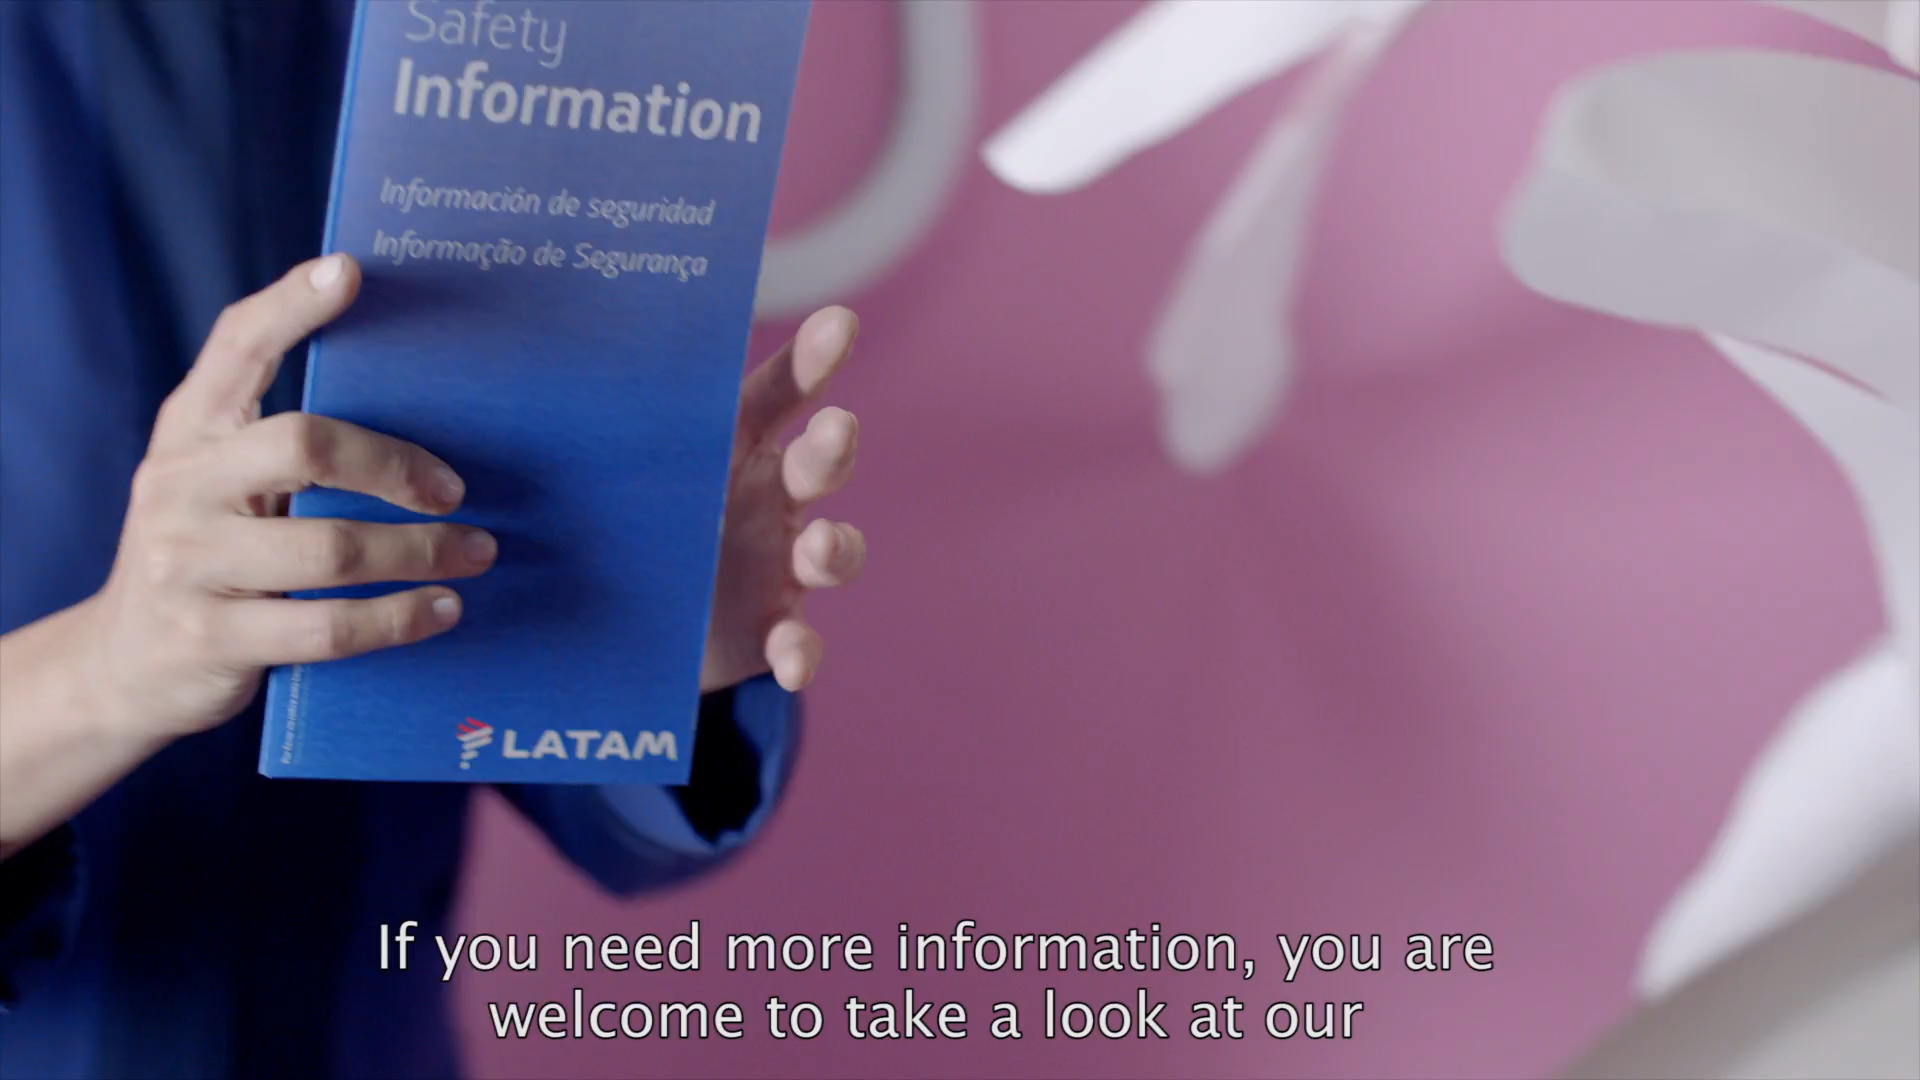 Safety
Information
Información de seguridad
Informação de Segurança
LATAM
If you need more information, you are
welcome to take a look at our